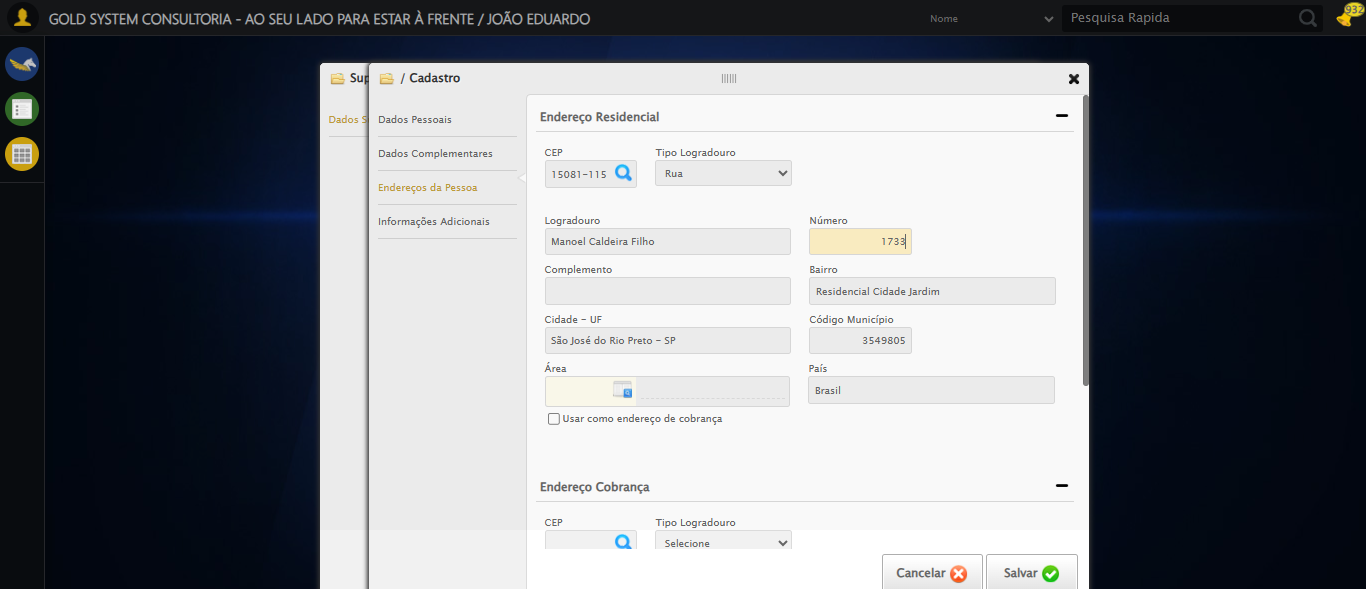 GOLD SYSTEM CONSULTORIA - AO SEU LADO PARA ESTAR À FRENTE / JOÃO EDUARDO
Nome
Pesquisa Rapida
932
Sup
/ Cadastro
Dados S
Dados Pessoais
Dados Complementares
Endereços da Pessoa
Informações Adicionais
Endereço Residencial
CEP Tipo Logradouro
15081-115 Rua
Logradouro Número
Manoel Caldeira Filho 1733
Complemento Bairro
Residencial Cidade Jardim
Cidade - UF Código Município
São José do Rio Preto - SP 3549805
Área País
Brasil
Usar como endereço de cobrança
Endereço Cobrança
CEP Tipo Logradouro
Selecione
Cancelar Salvar